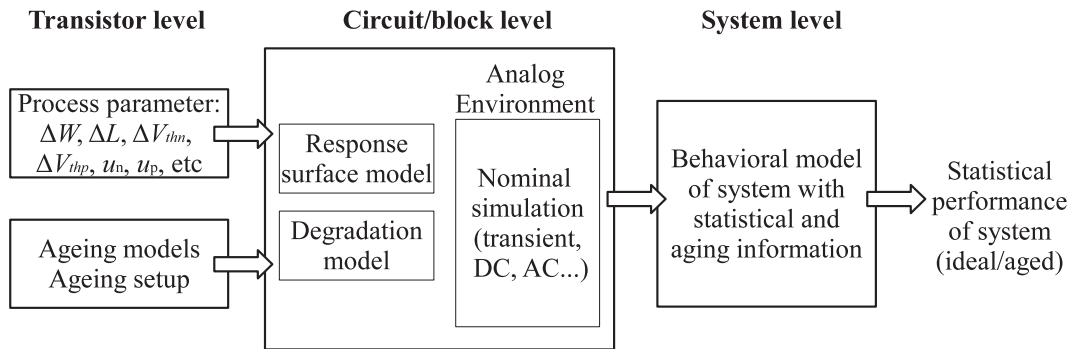 Transistor level
Circuit/block level
System level
Process parameter:
ΔW, ΔL, ΔVthn,
ΔVthp, un, up, etc
Ageing models
Ageing setup
Response
surface model
Degradation
model
Analog
Environment
Nominal
simulation
(transient,
DC, AC...)
Behavioral model
of system with
statistical and
aging information
Statistical
performance
of system
(ideal/aged)